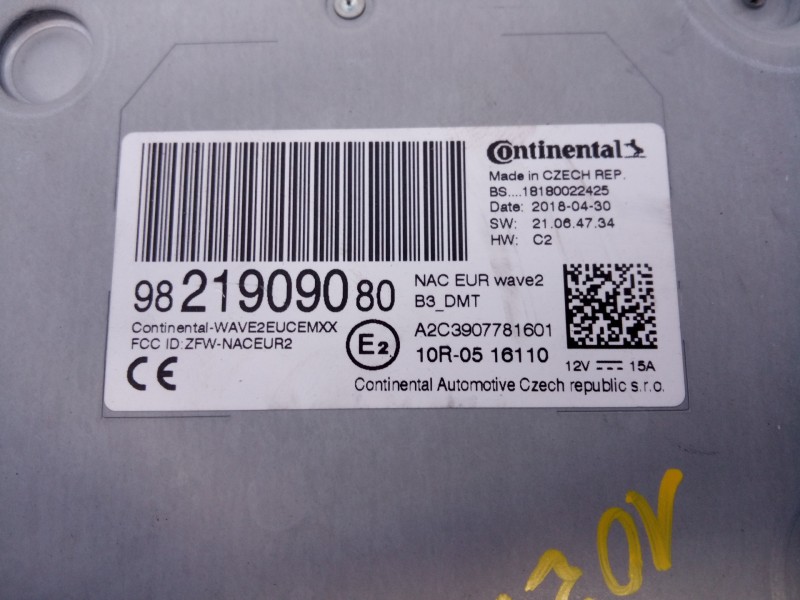 Continental
Made in CZECH REP.
BS....18180022425
Date: 2018-04-30
SW: 21.06.47.34
HW: C2
98 219090 80
NAC EUR wave2
B3_DMT
Continental-WAVE2EUCEMXX
FCC ID: ZFW-NACEUR2
E2
A2C3907781601
10R-05 16110
12V 15A
CE
Continental Automotive Czech republic s.r.o.